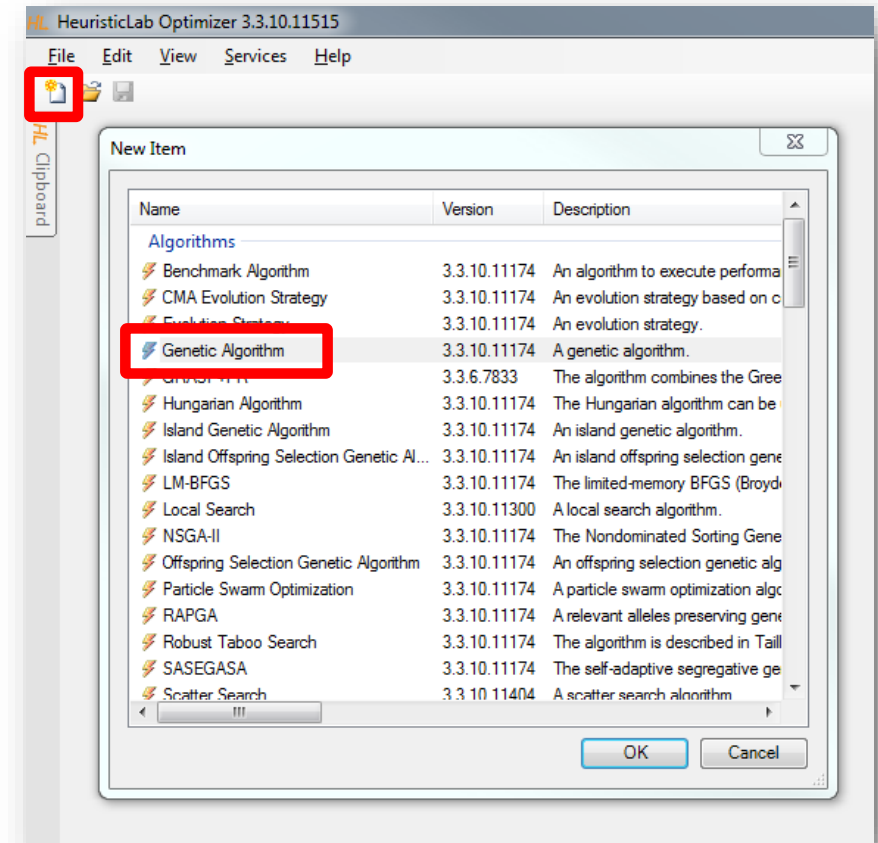 HL HeuristicLab Optimizer 3.3.10.11515
File Edit View Services Help
HL Clipboard
New Item
Name Version Description
Algorithms
Benchmark Algorithm 3.3.10.11174 An algorithm to execute performa
CMA Evolution Strategy 3.3.10.11174 An evolution strategy based on c
Evolution Strategy 3.3.10.11174 An evolution strategy.
Genetic Algorithm 3.3.10.11174 A genetic algorithm.
GRASP+PR 3.3.6.7833 The algorithm combines the Gree
Hungarian Algorithm 3.3.10.11174 The Hungarian algorithm can be
Island Genetic Algorithm 3.3.10.11174 An island genetic algorithm.
Island Offspring Selection Genetic Al... 3.3.10.11174 An island offspring selection gene
LM-BFGS 3.3.10.11174 The limited-memory BFGS (Broyd
Local Search 3.3.10.11300 A local search algorithm.
NSGA-II 3.3.10.11174 The Nondominated Sorting Gene
Offspring Selection Genetic Algorithm 3.3.10.11174 An offspring selection genetic alg
Particle Swarm Optimization 3.3.10.11174 A particle swarm optimization algo
RAPGA 3.3.10.11174 A relevant alleles preserving gene
Robust Taboo Search 3.3.10.11174 The algorithm is described in Taill
SASEGASA 3.3.10.11174 The self-adaptive segregative ge
Scatter Search 3.3.10.11404 A scatter search algorithm
OK Cancel